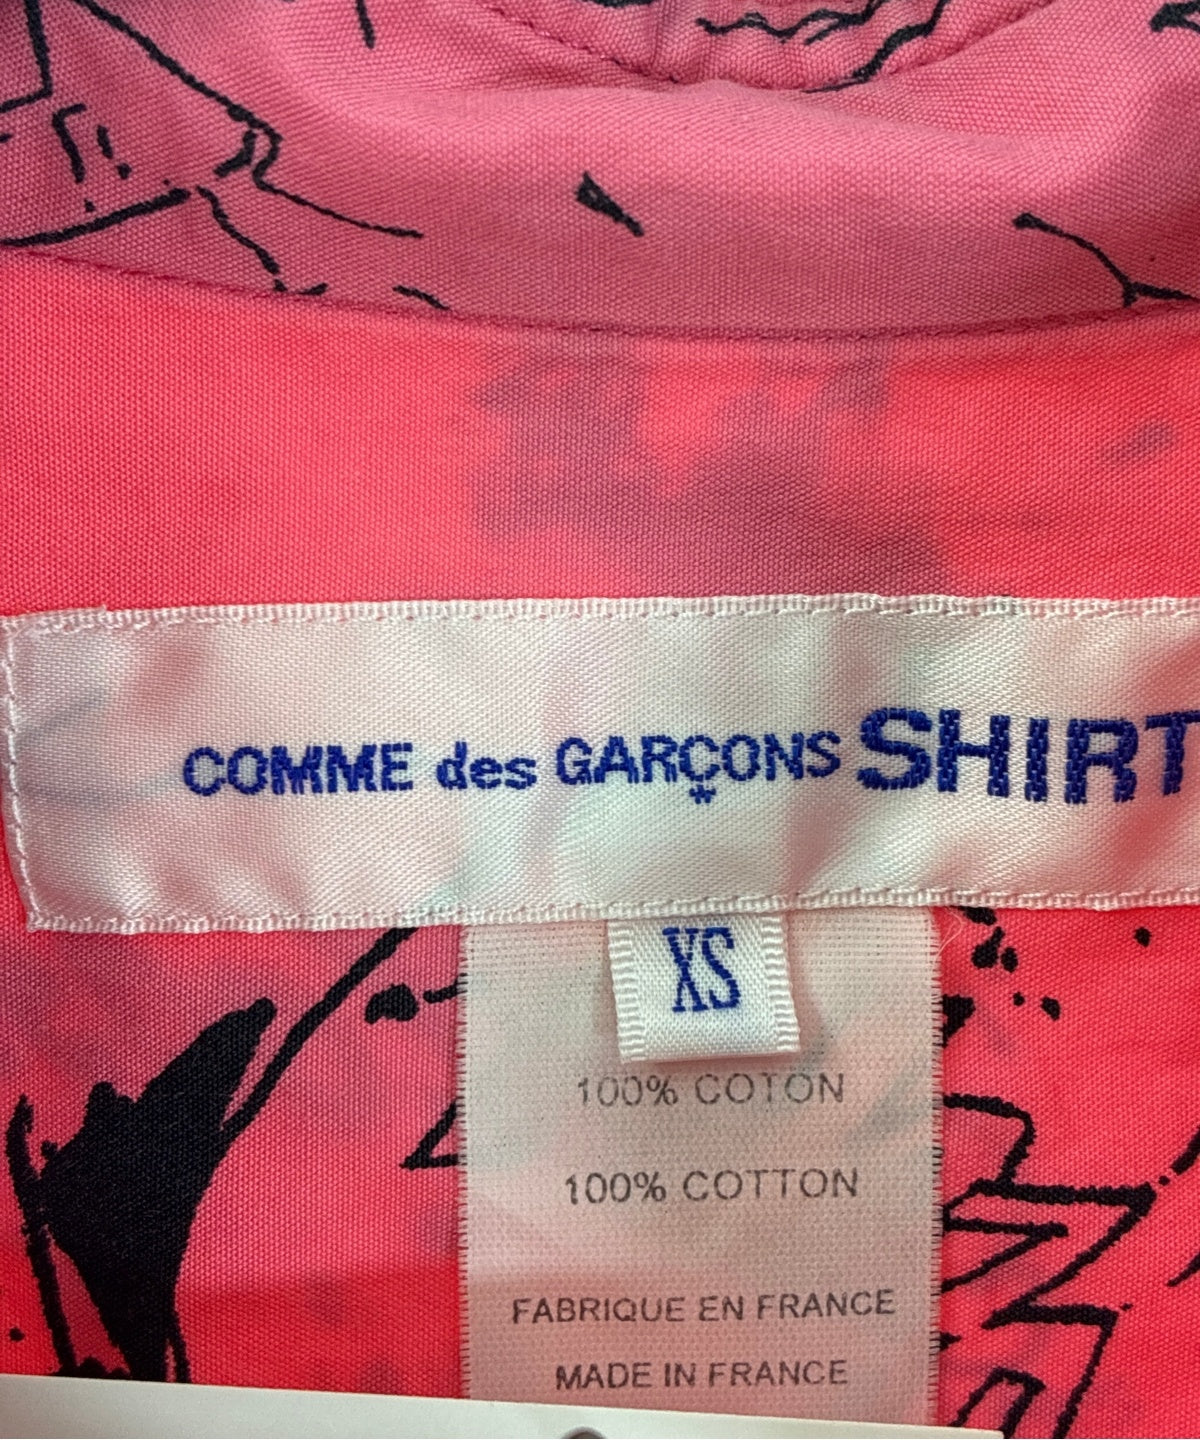 COMME des GARÇONS SHIRT
XS
100% COTON
100% COTTON
FABRIQUE EN FRANCE
MADE IN FRANCE